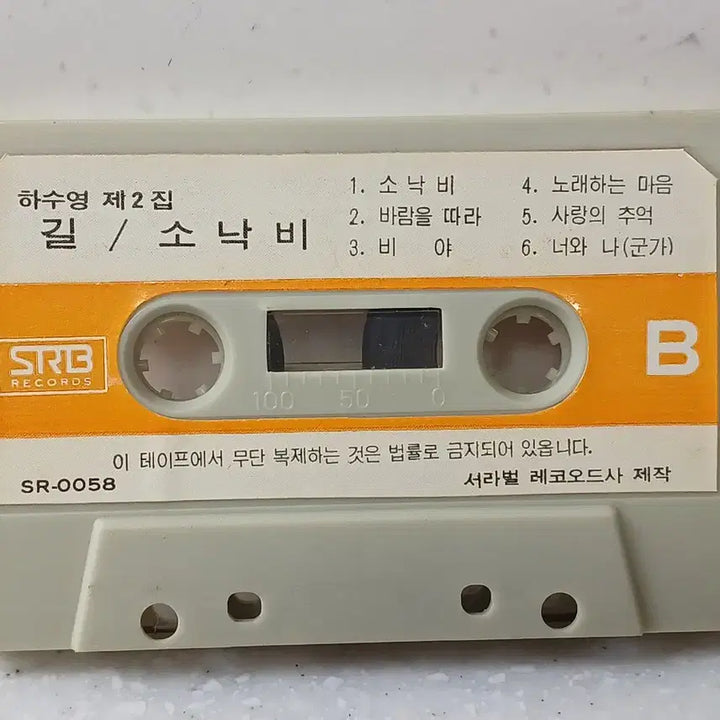 하수영 제2집
길 / 소낙비
1. 소낙비
2. 바람을 따라
3. 비 야
4. 노래하는 마음
5. 사랑의 추억
6. 너와 나(군가)
SRB
RECORDS
B
100 50 0
이 테이프에서 무단 복제하는 것은 법률로 금지되어 있읍니다.
SR-0058
서라벌 레코오드사 제작